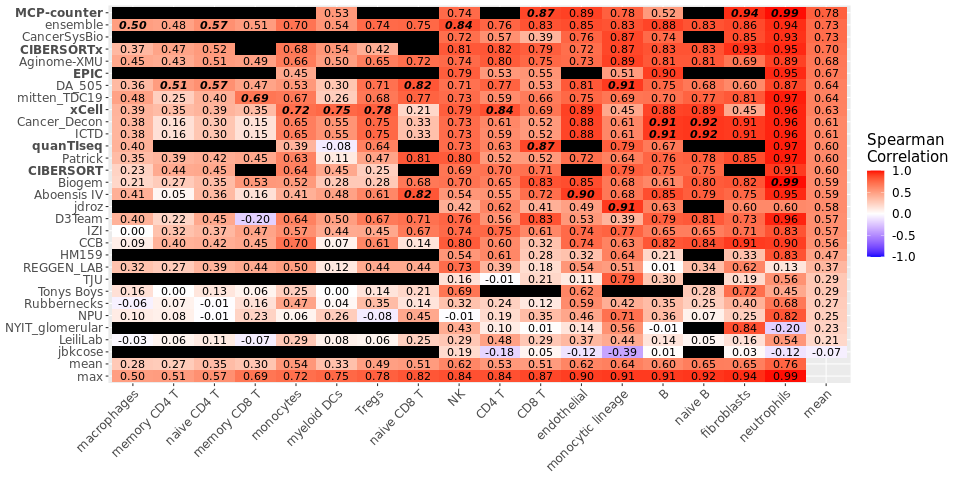 MCP-counter 0.53 0.74 0.87 0.89 0.78 0.52 0.94 0.99 0.78
ensemble 0.50 0.48 0.57 0.51 0.70 0.54 0.74 0.75 0.84 0.76 0.83 0.85 0.83 0.88 0.83 0.86 0.94 0.73
CancerSysBio 0.72 0.57 0.39 0.76 0.87 0.74 0.85 0.93 0.73
CIBERSORTx 0.37 0.47 0.52 0.68 0.54 0.42 0.81 0.82 0.79 0.72 0.87 0.83 0.83 0.93 0.95 0.70
Aginome-XMU 0.45 0.43 0.51 0.49 0.66 0.50 0.65 0.72 0.74 0.80 0.75 0.73 0.89 0.81 0.81 0.69 0.89 0.68
EPIC 0.45 0.79 0.53 0.55 0.51 0.90 0.95 0.67
DA_505 0.36 0.51 0.57 0.47 0.53 0.30 0.71 0.82 0.71 0.77 0.53 0.81 0.91 0.75 0.68 0.60 0.87 0.64
mitten_TDC19 0.48 0.25 0.40 0.69 0.67 0.26 0.68 0.77 0.73 0.59 0.66 0.75 0.69 0.70 0.77 0.81 0.97 0.64
xCell 0.39 0.35 0.39 0.35 0.72 0.75 0.78 0.21 0.79 0.84 0.69 0.89 0.45 0.88 0.89 0.45 0.96 0.63
Cancer_Decon 0.38 0.16 0.30 0.15 0.65 0.55 0.75 0.33 0.73 0.59 0.52 0.88 0.61 0.91 0.92 0.91 0.96 0.61
ICTD 0.38 0.16 0.30 0.15 0.65 0.55 0.75 0.33 0.73 0.59 0.52 0.88 0.61 0.91 0.92 0.91 0.96 0.61
quanTIseq 0.40 0.39 -0.08 0.64 0.73 0.63 0.87 0.79 0.67 0.97 0.60
Patrick 0.35 0.39 0.42 0.45 0.63 0.11 0.47 0.81 0.80 0.52 0.52 0.72 0.64 0.76 0.78 0.85 0.97 0.60
CIBERSORT 0.23 0.44 0.45 0.64 0.45 0.25 0.69 0.70 0.71 0.79 0.75 0.75 0.90 0.60
Biogem 0.21 0.27 0.35 0.53 0.52 0.28 0.28 0.68 0.70 0.65 0.83 0.85 0.68 0.61 0.80 0.82 0.99 0.59
Aboensis IV 0.41 0.05 0.36 0.16 0.41 0.48 0.61 0.82 0.54 0.55 0.72 0.90 0.68 0.85 0.79 0.75 0.95 0.59
jdroz 0.42 0.62 0.41 0.49 0.91 0.63 0.60 0.60 0.58
D3Team 0.40 0.22 0.45 -0.20 0.64 0.50 0.67 0.71 0.76 0.56 0.83 0.53 0.39 0.79 0.81 0.73 0.96 0.57
IZI 0.00 0.32 0.37 0.47 0.57 0.44 0.45 0.67 0.74 0.65 0.61 0.74 0.77 0.65 0.65 0.71 0.83 0.57
CCB 0.09 0.40 0.42 0.45 0.70 0.07 0.61 0.14 0.80 0.60 0.32 0.74 0.63 0.82 0.84 0.91 0.90 0.56
HM159 0.54 0.61 0.28 0.32 0.64 0.21 0.33 0.83 0.47
REGGEN_LAB 0.32 0.27 0.39 0.44 0.50 0.12 0.44 0.44 0.73 0.39 0.18 0.54 0.51 0.01 0.34 0.62 0.13 0.37
TJU 0.16 -0.01 0.21 0.11 0.79 0.30 0.19 0.56 0.29
Tonys Boys 0.16 0.00 0.13 0.06 0.25 0.00 0.14 0.21 0.69 0.62 0.28 0.72 0.45 0.29
Rubbernecks -0.06 0.07 -0.01 0.16 0.47 0.04 0.35 0.14 0.32 0.24 0.12 0.59 0.42 0.35 0.25 0.40 0.68 0.27
NPU 0.10 0.08 -0.01 0.23 0.06 0.26 -0.08 0.45 -0.01 0.19 0.35 0.46 0.71 0.36 0.07 0.25 0.82 0.25
NYIT_glomerular 0.43 0.10 0.01 0.14 0.56 -0.01 0.84 -0.20 0.23
LeiliLab -0.03 0.06 0.11 -0.07 0.29 0.08 0.06 0.25 0.29 0.29 0.01 0.37 0.44 0.14 0.05 0.16 0.54 0.21
jbkcose 0.19 -0.18 0.05 -0.12 -0.39 0.01 0.03 -0.12 -0.07
mean 0.28 0.27 0.35 0.30 0.54 0.33 0.49 0.51 0.62 0.53 0.51 0.62 0.64 0.60 0.65 0.65 0.76
max 0.50 0.51 0.57 0.69 0.72 0.75 0.78 0.82 0.84 0.84 0.87 0.90 0.91 0.91 0.92 0.94 0.99
macrophages
memory CD4 T
naive CD4 T
memory CD8 T
monocytes
myeloid DCs
Tregs
naive CD8 T
NK
CD4 T
CD8 T
endothelial
monocytic lineage
B
naive B
fibroblasts
neutrophils
mean
Spearman
Correlation
1.0
0.5
0.0
-0.5
-1.0